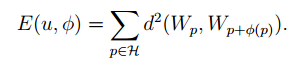 E(u, ϕ) = ∑_{p∈ℋ} d²(W_p, W_{p+ϕ(p)}).